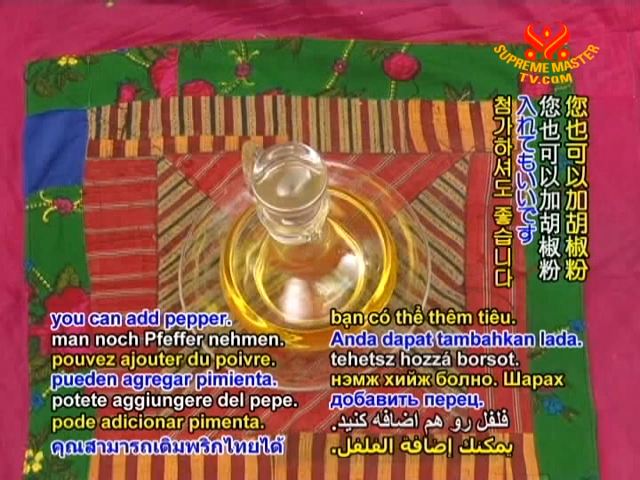 SUPREME MASTER
TV.COM
您也可以加胡椒粉
您也可以加胡椒粉
入れてもいいです
첨가하셔도 좋습니다
you can add pepper.
man noch Pfeffer nehmen.
pouvez ajouter du poivre.
pueden agregar pimienta.
potete aggiungere del pepe.
pode adicionar pimenta.
คุณสามารถเติมพริกไทยได้
bạn có thể thêm tiêu.
Anda dapat tambahkan lada.
tehetsz hozzá borsot.
нэмж хийж болно. Шарах
добавить перец.
فلفل رو هم اضافه کنید.
يمكنك إضافة الفلفل.